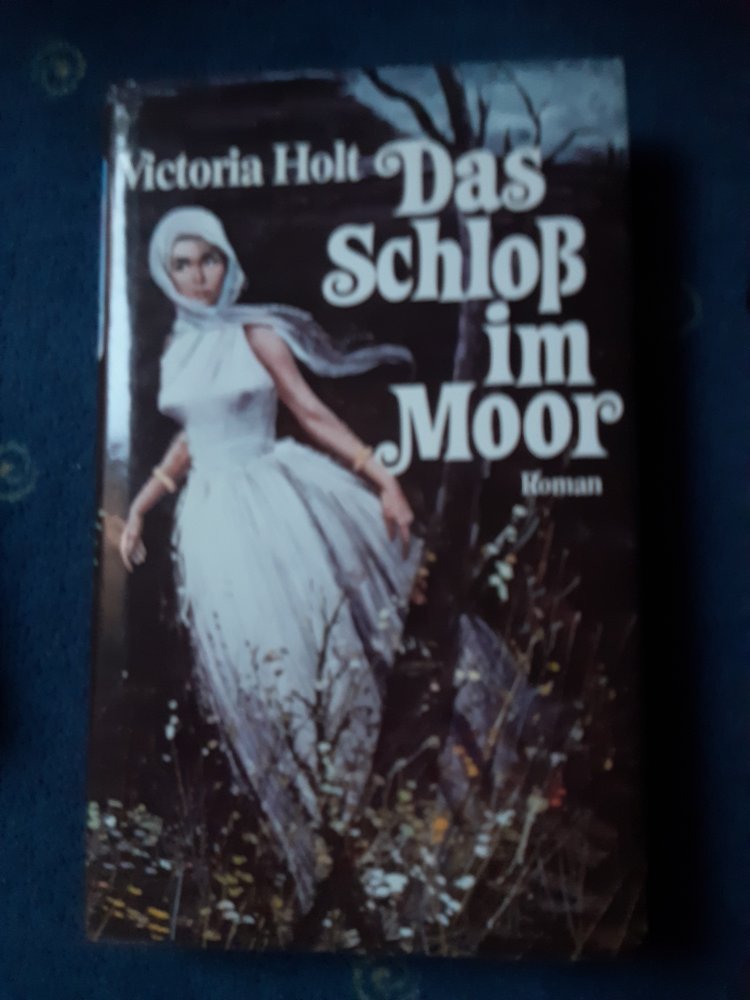 Victoria Holt
Das
Schloß
im
Moor
Roman